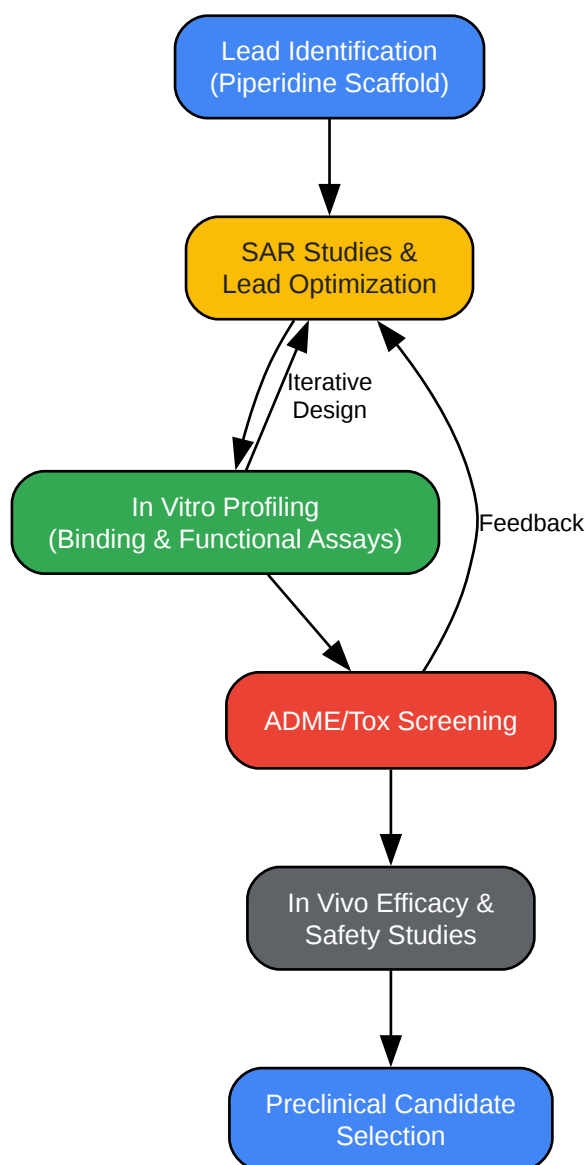 Lead Identification
(Piperidine Scaffold)
SAR Studies &
Lead Optimization
Iterative
Design
In Vitro Profiling
(Binding & Functional Assays)
Feedback
ADME/Tox Screening
In Vivo Efficacy &
Safety Studies
Preclinical Candidate
Selection